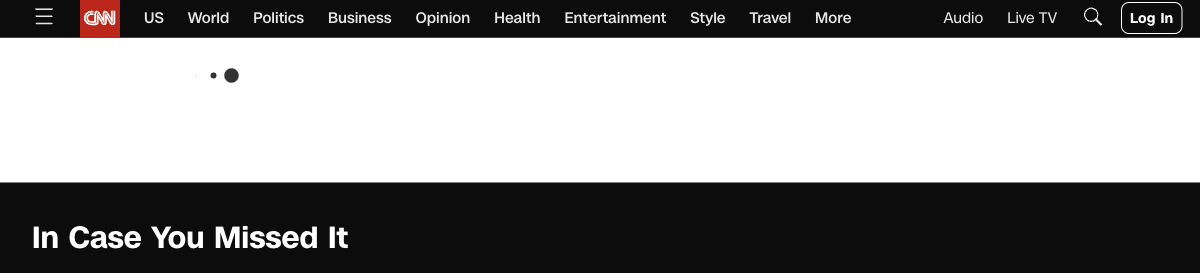 CNN US World Politics Business Opinion Health Entertainment Style Travel More Audio Live TV Log In
In Case You Missed It